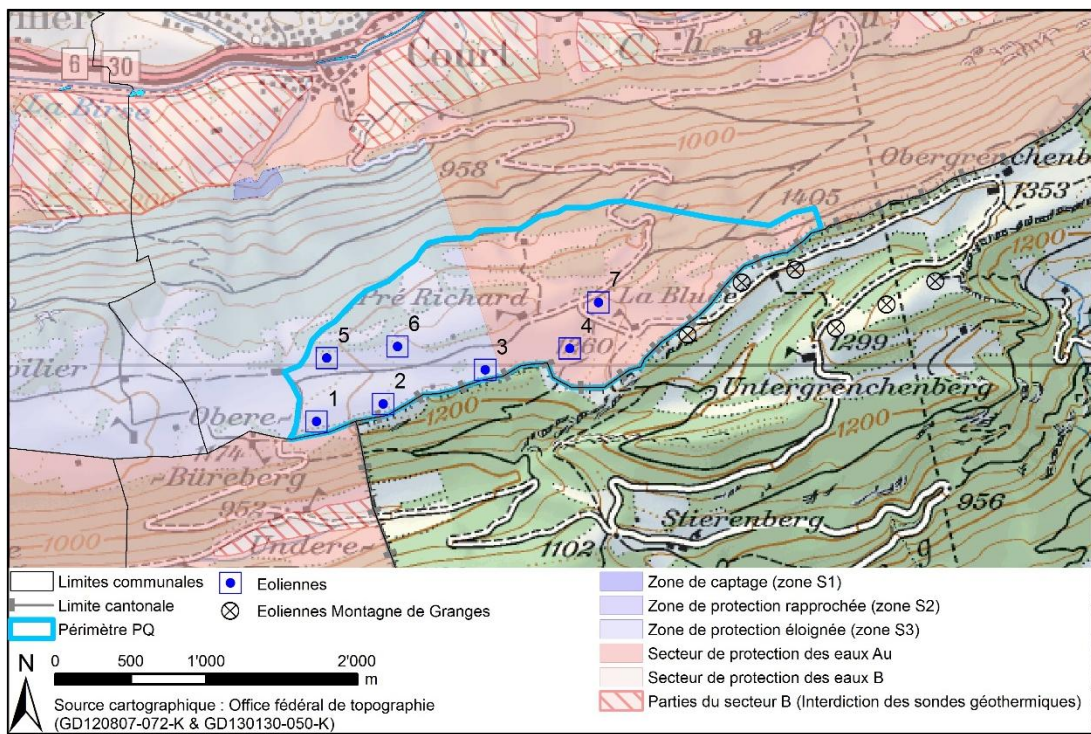 6 30
Court
La Birse
958
1000
Obergrenchenb
1353
1405
1200
7
Pré Richard
La Bluee
6
5
4
3
1299
2
Untergrenchenberg
1
Obere-
1200
1200
-Büreberg
956
Stierenberg
Undere-
1102
1000
Limites communales
Limite cantonale
Périmètre PQ
Eoliennes
Eoliennes Montagne de Granges
N
0 500 1'000 2'000
m
Source cartographique : Office fédéral de topographie
(GD120807-072-K & GD130130-050-K)
Zone de captage (zone S1)
Zone de protection rapprochée (zone S2)
Zone de protection éloignée (zone S3)
Secteur de protection des eaux Au
Secteur de protection des eaux B
Parties du secteur B (Interdiction des sondes géothermiques)